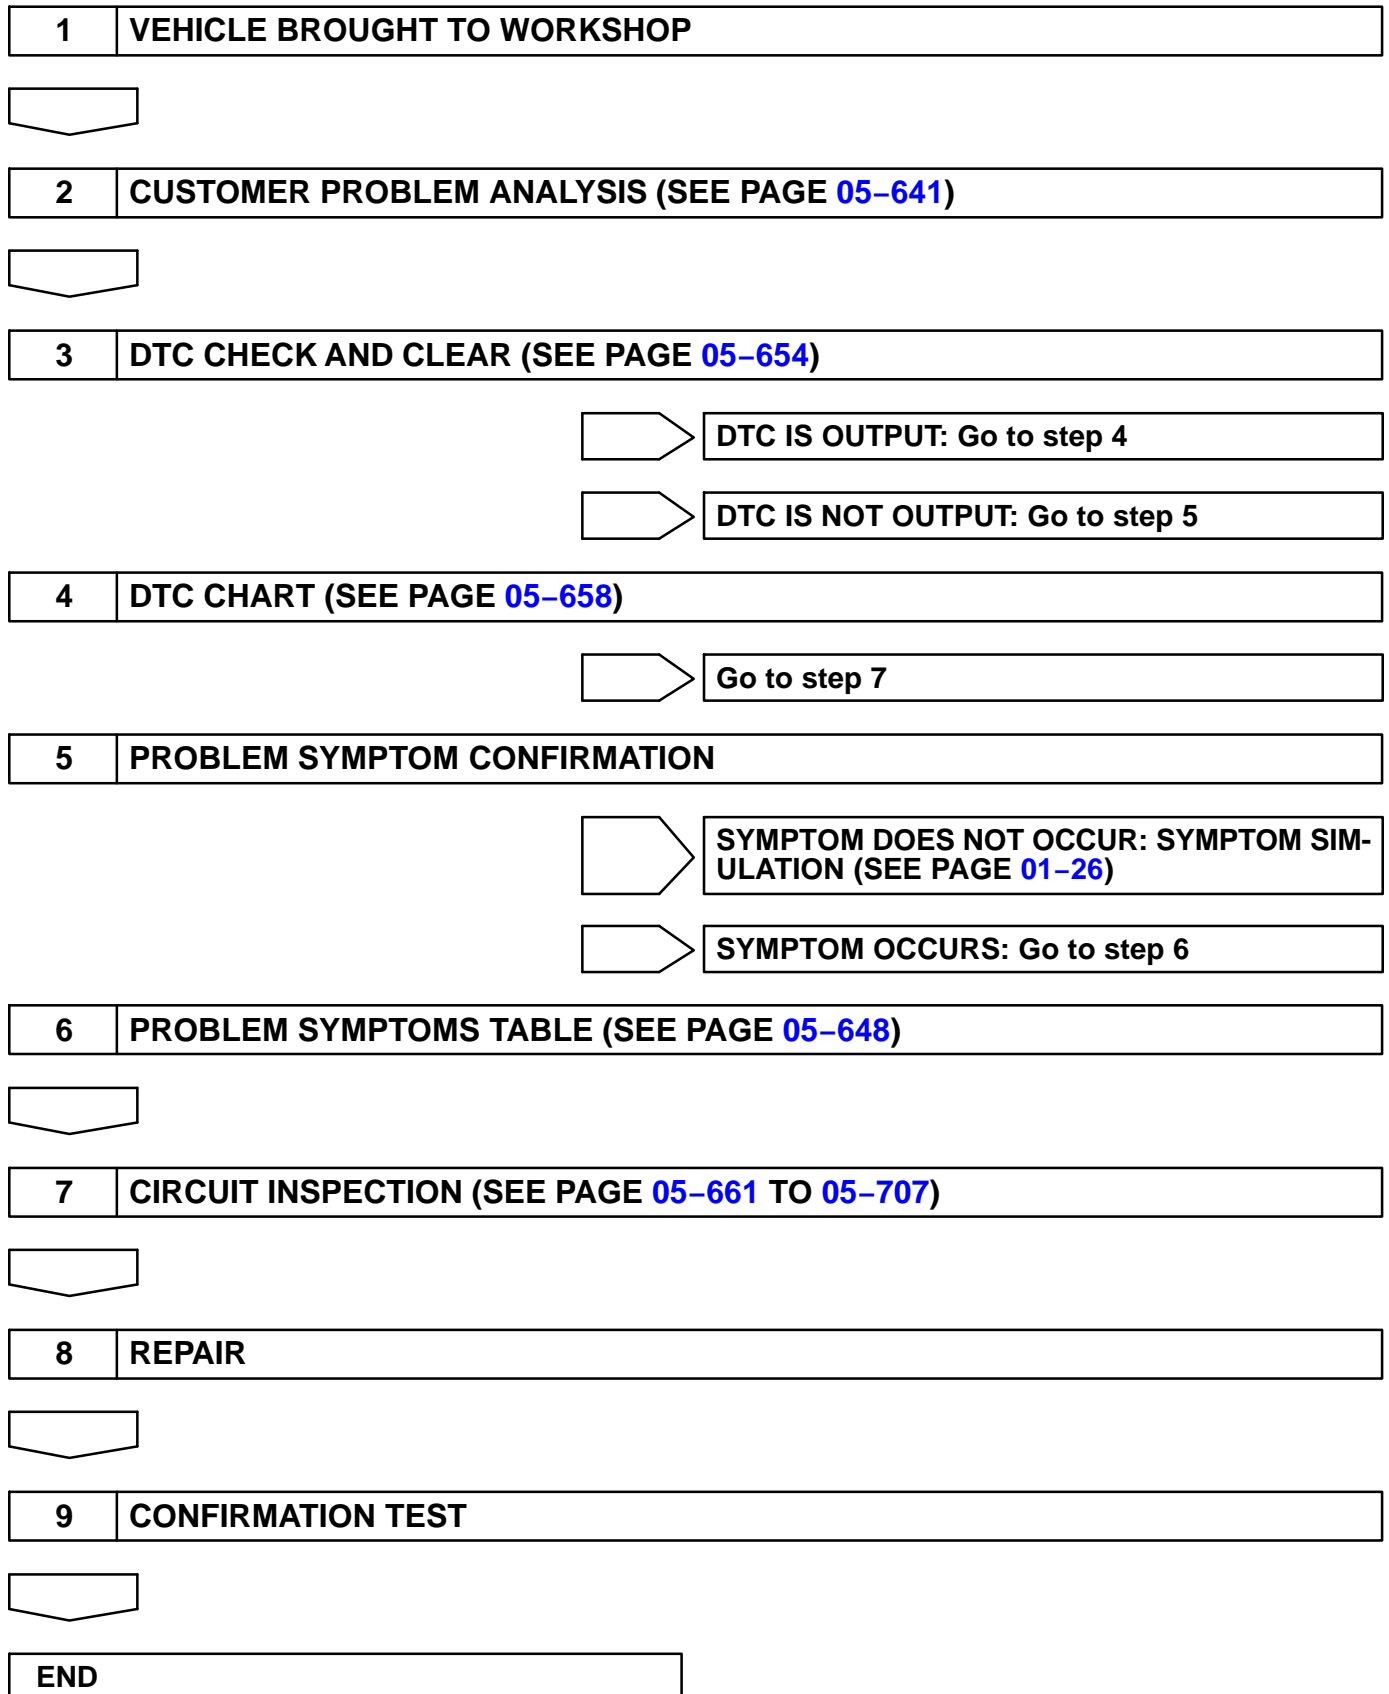 1 VEHICLE BROUGHT TO WORKSHOP
2 CUSTOMER PROBLEM ANALYSIS (SEE PAGE 05–641)
3 DTC CHECK AND CLEAR (SEE PAGE 05–654)
DTC IS OUTPUT: Go to step 4
DTC IS NOT OUTPUT: Go to step 5
4 DTC CHART (SEE PAGE 05–658)
Go to step 7
5 PROBLEM SYMPTOM CONFIRMATION
SYMPTOM DOES NOT OCCUR: SYMPTOM SIM-
ULATION (SEE PAGE 01–26)
SYMPTOM OCCURS: Go to step 6
6 PROBLEM SYMPTOMS TABLE (SEE PAGE 05–648)
7 CIRCUIT INSPECTION (SEE PAGE 05–661 TO 05–707)
8 REPAIR
9 CONFIRMATION TEST
END